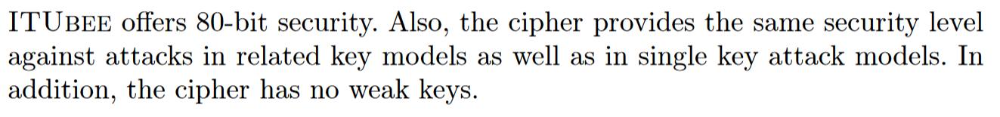 ITUBEE offers 80-bit security. Also, the cipher provides the same security level
against attacks in related key models as well as in single key attack models. In
addition, the cipher has no weak keys.